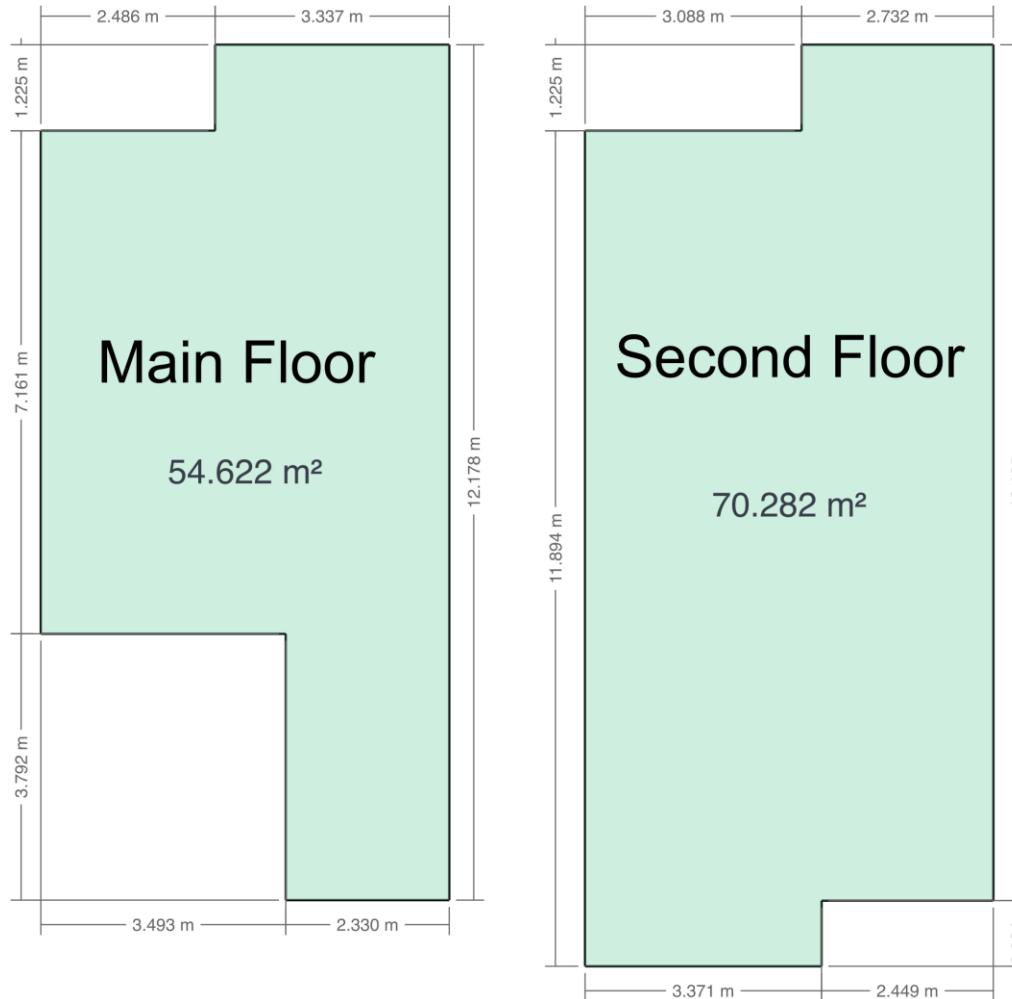 2.486 m
3.337 m
3.088 m
2.732 m
1.225 m
1.225 m
7.161 m
Main Floor
54.622 m²
12.178 m
3.792 m
3.493 m
2.330 m
Second Floor
70.282 m²
11.894 m
3.371 m
2.449 m